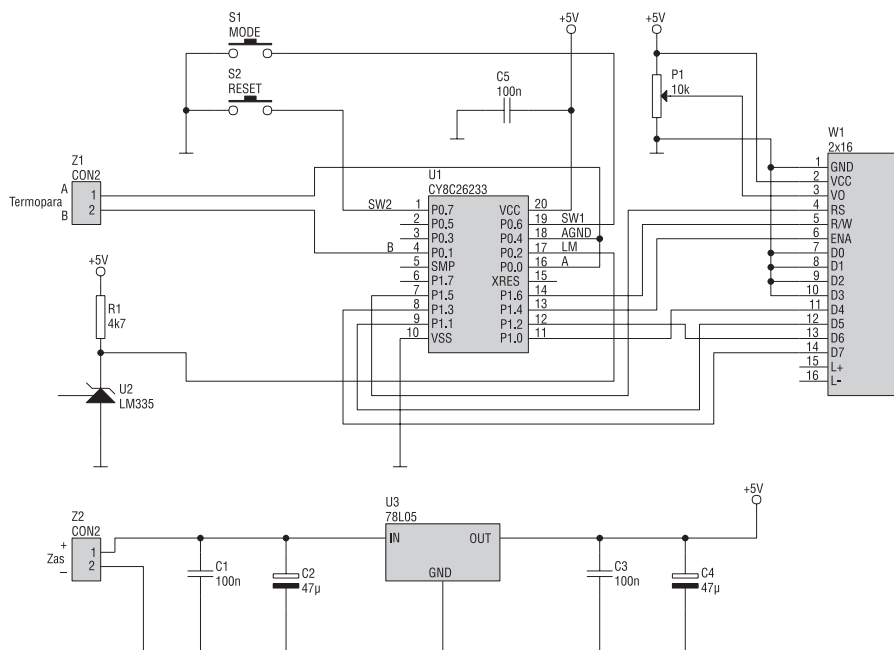 S1
MODE
S2
RESET
+5V
C5
100n
+5V
P1
10k
W1
2x16
1 GND
2 VCC
3 VO
4 RS
5 R/W
6 ENA
7 D0
8 D1
9 D2
10 D3
11 D4
12 D5
13 D6
14 D7
15 L+
16 L-
Z1
CON2
A
1
Termopara
B
2
U1
CY8C26233
SW2 1 P0.7 VCC 20
2 P0.5 P0.6 19 SW1
3 P0.3 P0.4 18 AGND
B 4 P0.1 P0.2 17 LM
5 SMP P0.0 16 A
6 P1.7 XRES 15
7 P1.5 P1.6 14
8 P1.3 P1.4 13
9 P1.1 P1.2 12
10 VSS P1.0 11
+5V
R1
4k7
U2
LM335
Z2
CON2
+
1
Zas
–
2
C1
100n
C2
47µ
U3
78L05
IN OUT
GND
C3
100n
C4
47µ
+5V